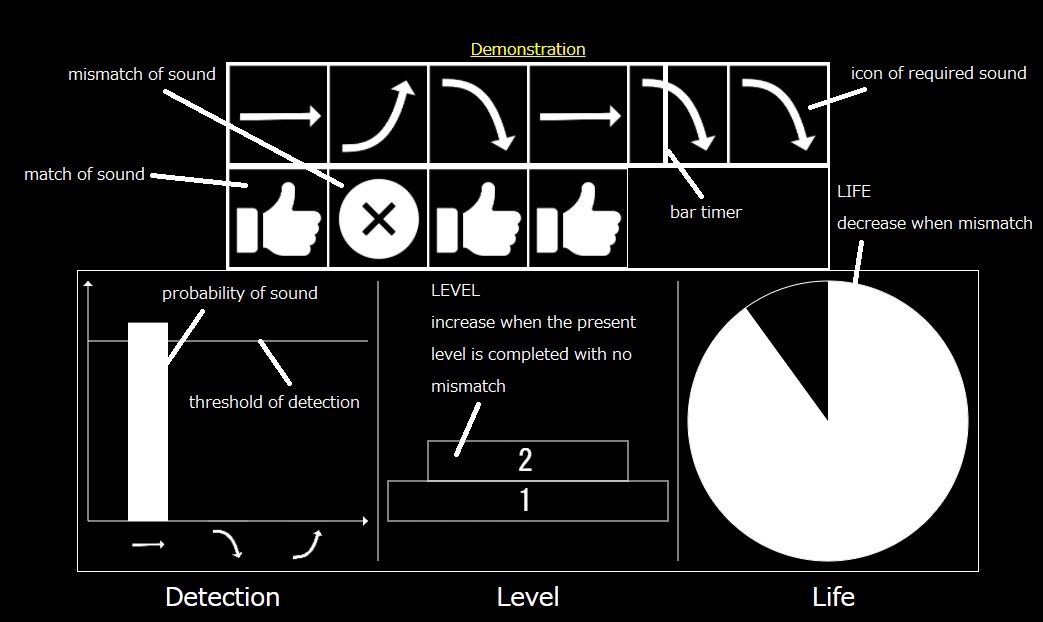 Demonstration
mismatch of sound
icon of required sound
match of sound
LIFE
bar timer
decrease when mismatch
probability of sound
LEVEL
increase when the present
level is completed with no
mismatch
threshold of detection
2
1
Detection
Level
Life